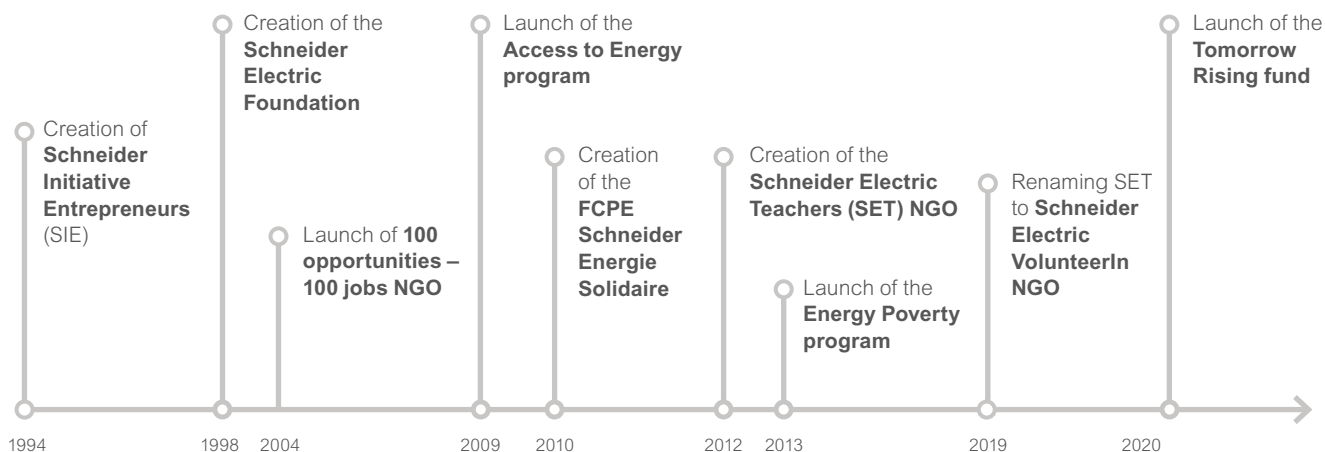 Creation of
Schneider
Initiative
Entrepreneurs
(SIE)
Creation of the
Schneider
Electric
Foundation
Launch of 100
opportunities –
100 jobs NGO
Launch of the
Access to Energy
program
Creation
of the
FCPE
Schneider
Energie
Solidaire
Creation of the
Schneider Electric
Teachers (SET) NGO
Launch of the
Energy Poverty
program
Renaming SET
to Schneider
Electric
VolunteerIn
NGO
Launch of the
Tomorrow
Rising fund
1994
1998
2004
2009
2010
2012
2013
2019
2020